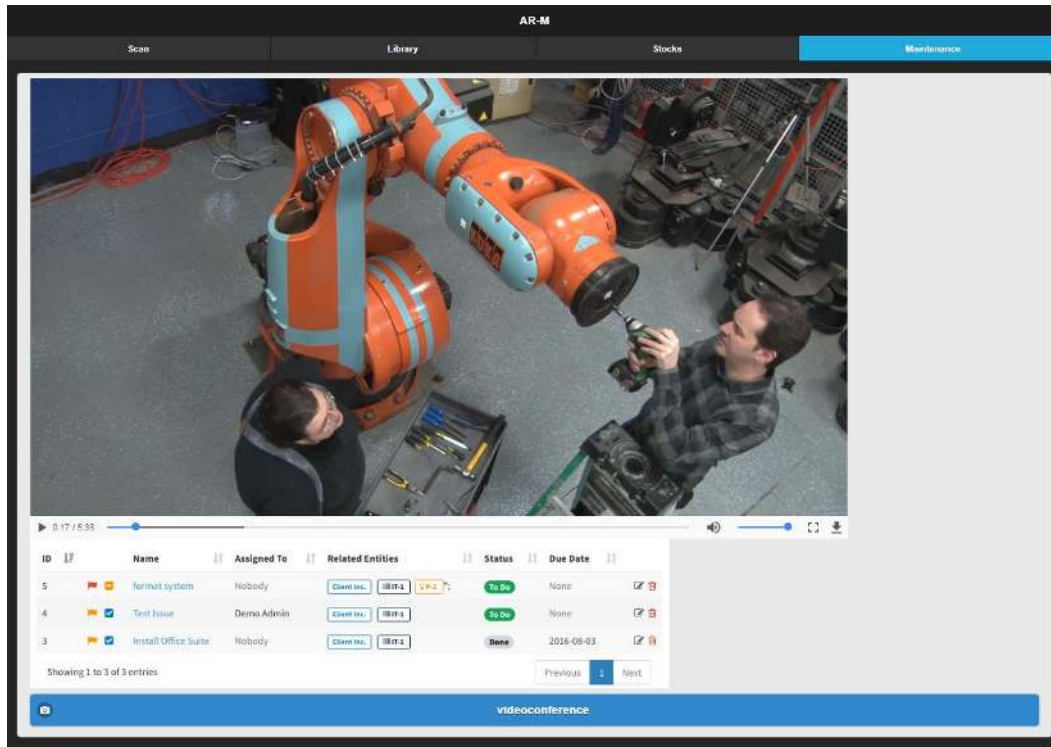 AR-M
Scan Library Stocks Maintenance
0:17 / 5:38
ID Name Assigned To Related Entities Status Due Date
5 format system Nobody Client Inc. IT-1 P-1 To Do None
4 Test Issue Demo Admin Client Inc. IT-1 To Do None
3 Install Office Suite Nobody Client Inc. IT-1 Done 2016-08-03
Showing 1 to 3 of 3 entries Previous 1 Next
videoconference